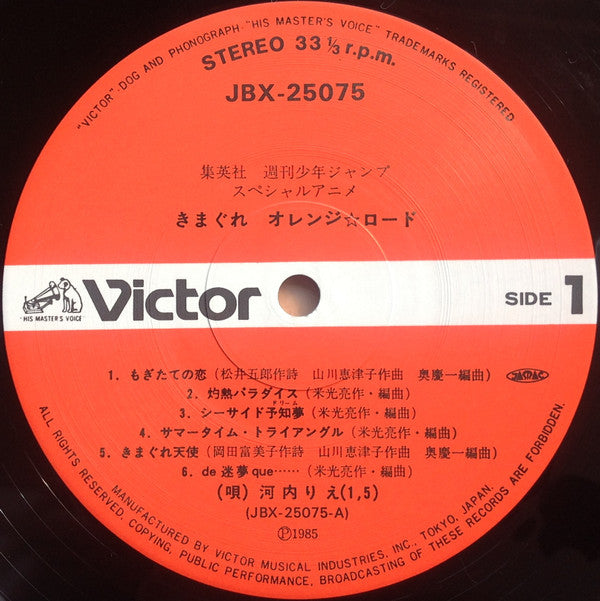 "VICTOR"-DOG AND PHONOGRAPH-"HIS MASTER'S VOICE" TRADEMARKS REGISTERED
STEREO 33 1/3 r.p.m.
JBX-25075
集英社 週刊少年ジャンプ
スペシャルアニメ
きまぐれ オレンジ☆ロード
"HIS MASTER'S VOICE"
Victor
SIDE 1
1. もぎたての恋 (松井五郎作詩 山川恵津子作曲 奥慶一編曲) JASRAC
2. 灼熱パラダイス (米光亮作・編曲)
ドリーム
3. シーサイド予知夢 (米光亮作・編曲)
4. サマータイム・トライアングル (米光亮作・編曲)
5. きまぐれ天使 (岡田富美子作詩 山川恵津子作曲 奥慶一編曲)
6. de 迷夢que…… (米光亮作・編曲)
(唄) 河内りえ(1,5)
(JBX-25075-A)
Ⓟ1985
ALL RIGHTS RESERVED. COPYING, PUBLIC PERFORMANCE, BROADCASTING OF THESE RECORDS ARE FORBIDDEN.
MANUFACTURED BY VICTOR MUSICAL INDUSTRIES, INC., TOKYO, JAPAN.